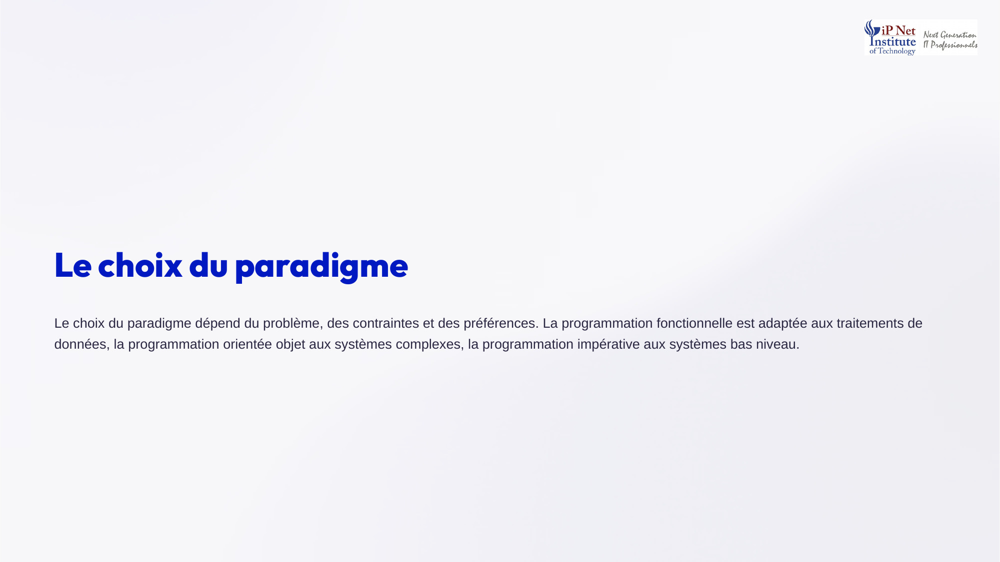 iP Net
Institute
of Technology
Next Generation
IT Professionnels
Le choix du paradigme
Le choix du paradigme dépend du problème, des contraintes et des préférences. La programmation fonctionnelle est adaptée aux traitements de
données, la programmation orientée objet aux systèmes complexes, la programmation impérative aux systèmes bas niveau.